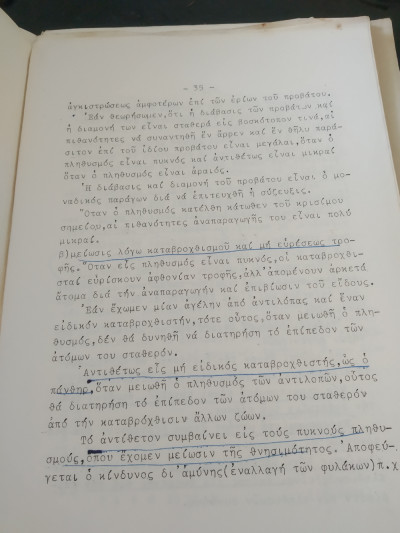 - 35 -
ἀγκιστρώσεως ἀμφοτέρων ἐπί τῶν ἐρίων τοῦ προβάτου.
Ἐάν θεωρήσωμεν, ὅτι ἡ διάβασις τῶν προβάτων καί
ἡ διαμονή των εἶναι σταθερά εἰς βοσκότοπον τινά, αἱ
πιθανότητες νά συναντηθῇ ἕν ἄρρεν καί ἕν θῆλυ παρά-
σιτον ἐπί τοῦ ἰδίου προβάτου εἶναι μεγάλαι, ὅταν ὁ
πληθυσμός εἶναι πυκνός καί ἀντιθέτως εἶναι μικραί
ὅταν ὁ πληθυσμός εἶναι ἀραιός.
Ἡ διάβασις καί διαμονή τοῦ προβάτου εἶναι ὁ μο-
ναδικός παράγων διά νά ἐπιτευχθῇ ἡ σύζευξις.
Ὅταν ὁ πληθυσμός κατέλθη κάτωθεν τοῦ κρισίμου
σημείου, αἱ πιθανότητες ἀναπαραγωγῆς του εἶναι πολύ
μικραί.
β) μείωσις λόγω καταβροχθισμοῦ καί μή εὑρέσεως τρο-
φῆς. Ὅταν εἷς πληθυσμός εἶναι πυκνός, οἱ καταβροχθι-
σταί εὑρίσκουν ἀφθονίαν τροφῆς, ἀλλ' ἀπομένουν ἀρκετά
ἄτομα διά τήν ἀναπαραγωγήν καί ἐπιβίωσιν τοῦ εἴδους.
Ἐάν ἔχωμεν μίαν ἀγέλην ἀπό ἀντιλόπας καί ἕναν
εἰδικόν καταβροχθιστήν, τότε οὗτος, ὅταν μειωθῆ ὁ πλη-
θυσμός, δέν θά δυνηθῆ νά διατηρήση τό ἐπίπεδον τῶν
ἀτόμων του σταθερόν.
Ἀντιθέτως εἷς μή εἰδικός καταβροχθιστής, ὡς ὁ
πάνθηρ, ὅταν μειωθῆ ὁ πληθυσμός τῶν ἀντιλοπῶν, οὗτος
θά διατηρήση τό ἐπίπεδον τῶν ἀτόμων του σταθερόν
ἀπό τήν καταβρόχθισιν ἄλλων ζώων.
Τό ἀντίθετον συμβαίνει εἰς τούς πυκνούς πληθυ-
σμούς, ὅπου ἔχομεν μείωσιν τῆς θνησιμότητος. Ἀποφεύ-
γεται ὁ κίνδυνος δι' ἀμύνης (ἐναλλαγή τῶν φυλάκων) π.χ